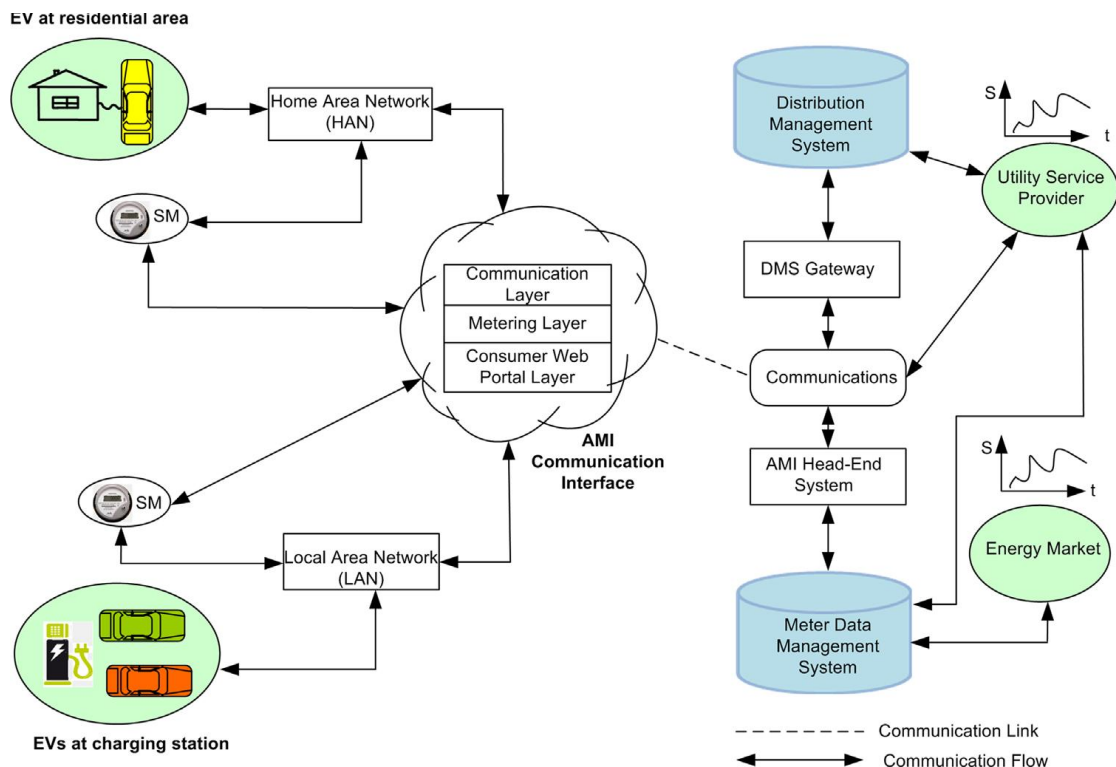 EV at residential area
Home Area Network
(HAN)
SM
Communication
Layer
Metering Layer
Consumer Web
Portal Layer
AMI
Communication
Interface
SM
Local Area Network
(LAN)
EVs at charging station
Distribution
Management
System
S
t
Utility Service
Provider
DMS Gateway
Communications
AMI Head-End
System
S
t
Energy Market
Meter Data
Management
System
Communication Link
Communication Flow